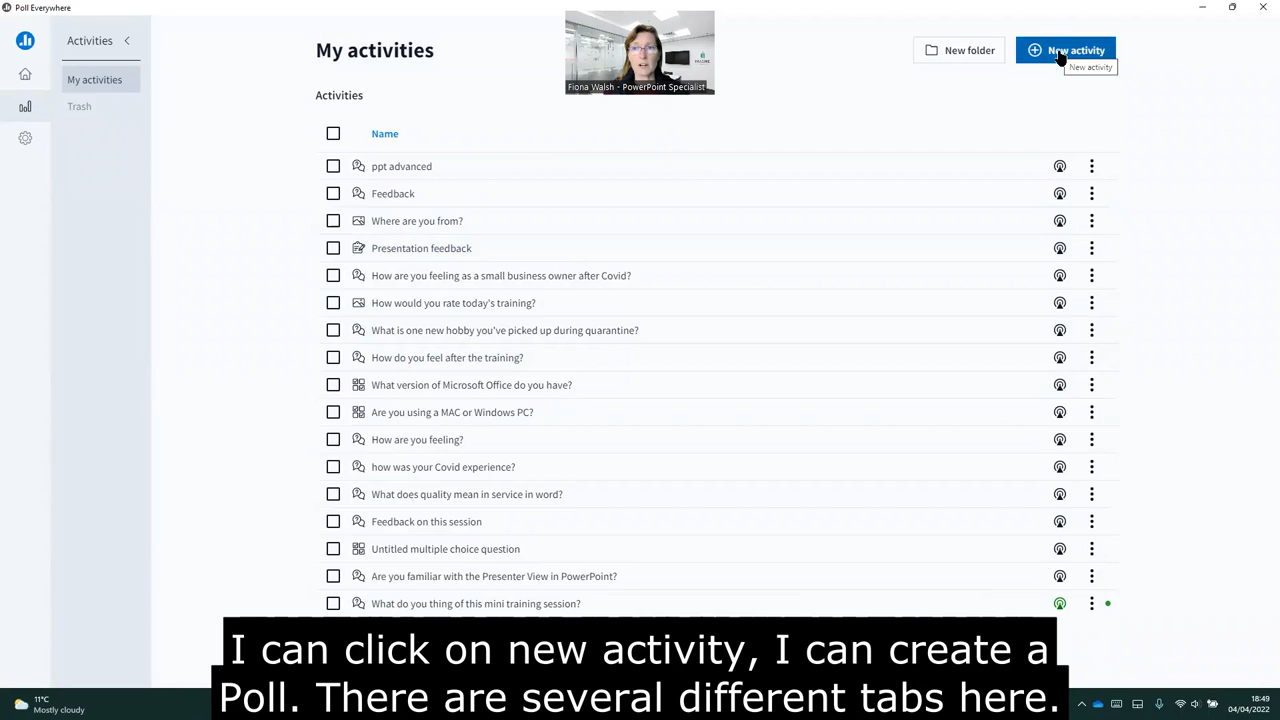 Poll Everywhere
Activities
My activities
Trash
My activities
New folder
New activity
New activity
Fiona Walsh - PowerPoint Specialist
Activities
Name
ppt advanced
Feedback
Where are you from?
Presentation feedback
How are you feeling as a small business owner after Covid?
How would you rate today's training?
What is one new hobby you've picked up during quarantine?
How do you feel after the training?
What version of Microsoft Office do you have?
Are you using a MAC or Windows PC?
How are you feeling?
how was your Covid experience?
What does quality mean in service in word?
Feedback on this session
Untitled multiple choice question
Are you familiar with the Presenter View in PowerPoint?
What do you thing of this mini training session?
I can click on new activity, I can create a
Poll. There are several different tabs here.
11°C
Mostly cloudy
18:49
04/04/2022